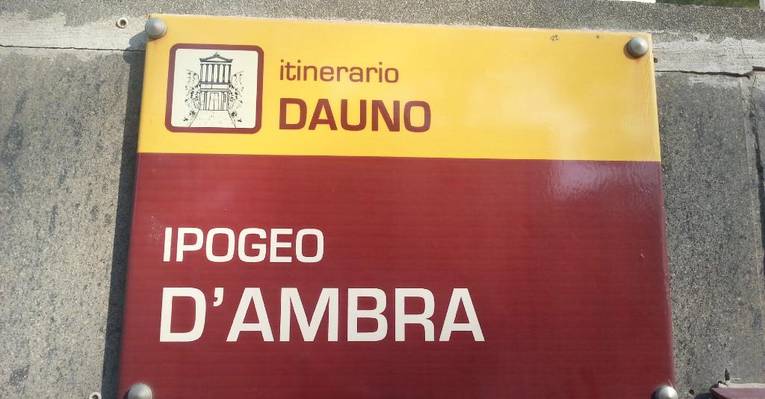 itinerario
DAUNO
IPOGEO
D'AMBRA